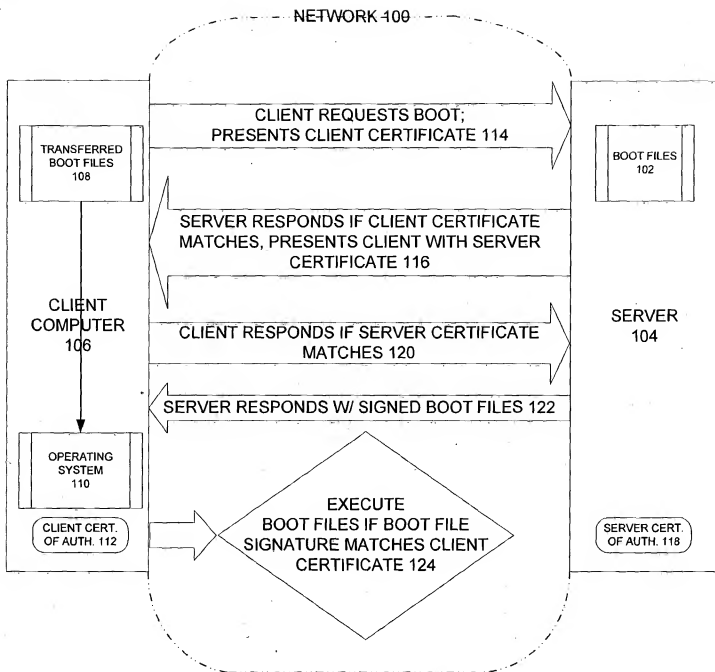 NETWORK 100
CLIENT REQUESTS BOOT;
PRESENTS CLIENT CERTIFICATE 114
TRANSFERRED
BOOT FILES
108
BOOT FILES
102
SERVER RESPONDS IF CLIENT CERTIFICATE
MATCHES, PRESENTS CLIENT WITH SERVER
CERTIFICATE 116
CLIENT
COMPUTER
106
SERVER
104
CLIENT RESPONDS IF SERVER CERTIFICATE
MATCHES 120
SERVER RESPONDS W/ SIGNED BOOT FILES 122
OPERATING
SYSTEM
110
EXECUTE
BOOT FILES IF BOOT FILE
SIGNATURE MATCHES CLIENT
CERTIFICATE 124
CLIENT CERT.
OF AUTH. 112
SERVER CERT.
OF AUTH. 118